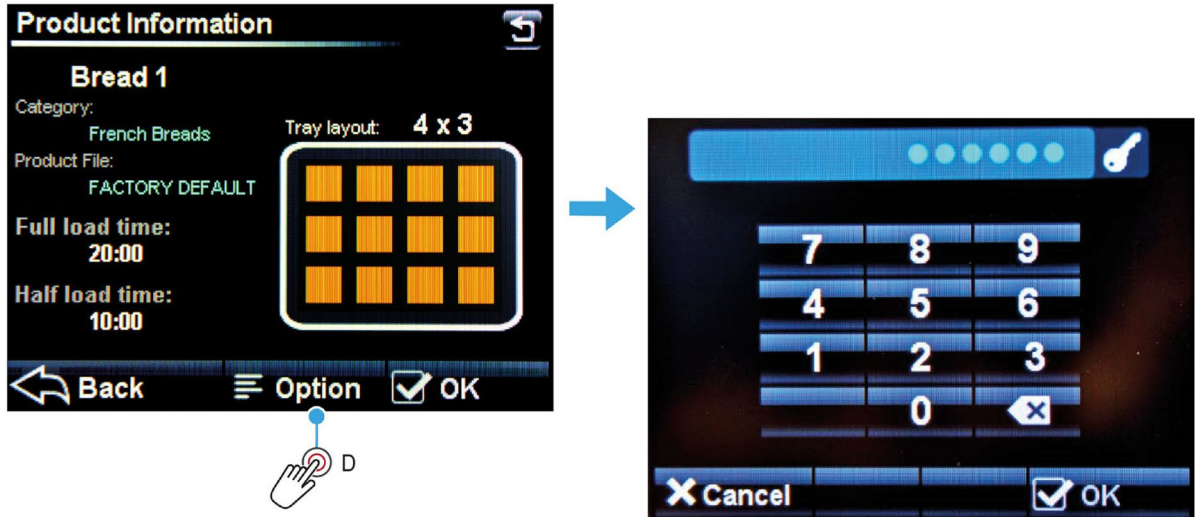 Product Information
Bread 1
Category:
French Breads
Product File:
FACTORY DEFAULT
Full load time:
20:00
Half load time:
10:00
Tray layout: 4 x 3
Back Option OK
D
7 8 9
4 5 6
1 2 3
0
Cancel OK